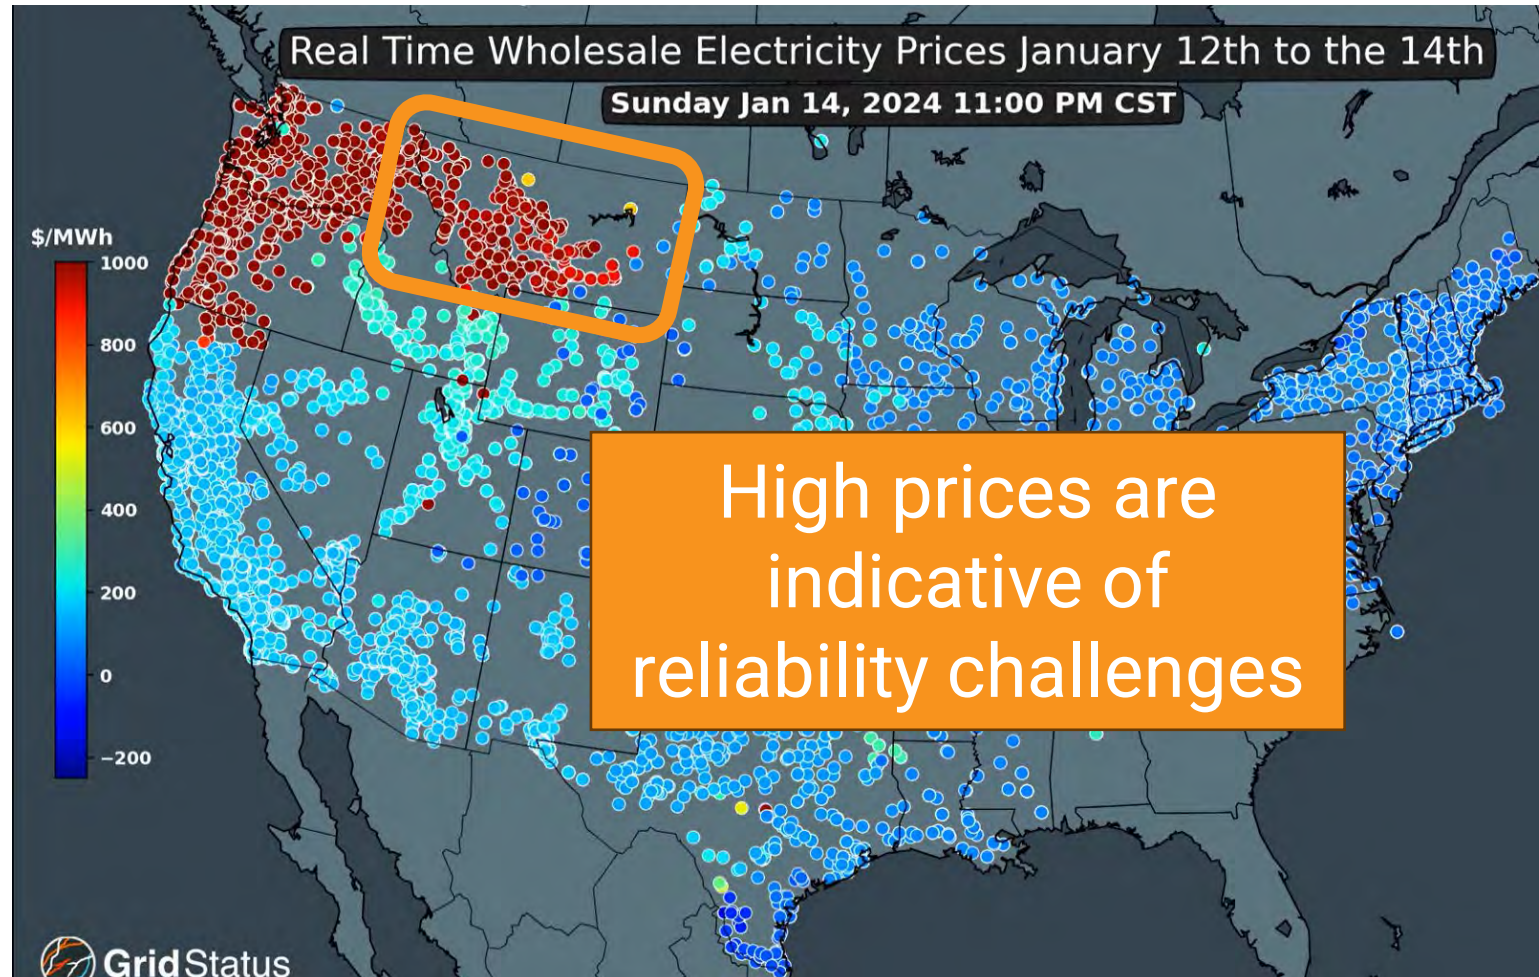 Real Time Wholesale Electricity Prices January 12th to the 14th
Sunday Jan 14, 2024 11:00 PM CST
$/MWh
1000
800
600
400
200
0
−200
High prices are
indicative of
reliability challenges
GridStatus